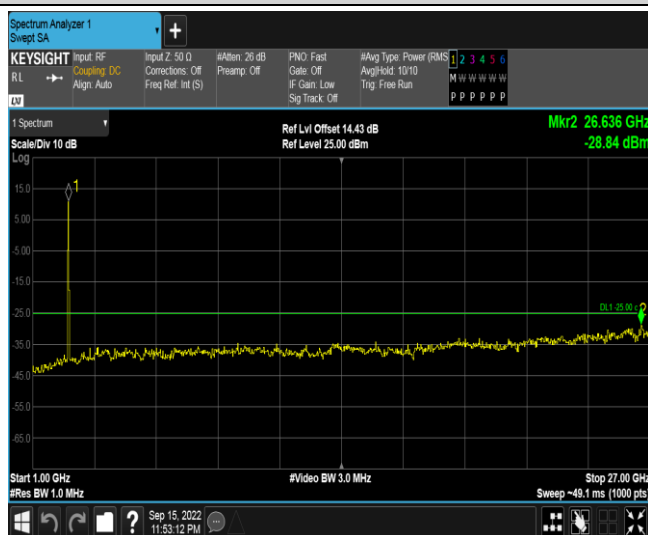 Spectrum Analyzer 1
Swept SA
+
KEYSIGHT
RL
Input: RF
Coupling: DC
Align: Auto
Input Z: 50 Ω
Corrections: Off
Freq Ref: Int (S)
#Atten: 26 dB
Preamp: Off
PNO: Fast
Gate: Off
IF Gain: Low
Sig Track: Off
#Avg Type: Power (RMS
Avg|Hold: 10/10
Trig: Free Run
1 2 3 4 5 6
M W W W W W
P P P P P P
LXI
1 Spectrum
Scale/Div 10 dB
Ref Lvl Offset 14.43 dB
Ref Level 25.00 dBm
Mkr2 26.636 GHz
-28.84 dBm
Log
1
15.0
5.00
-5.00
-15.0
-25.0
DL1 -25.00
2
-35.0
-45.0
-55.0
-65.0
Start 1.00 GHz
#Res BW 1.0 MHz
#Video BW 3.0 MHz
Stop 27.00 GHz
Sweep ~49.1 ms (1000 pts)
?
Sep 15, 2022
11:53:12 PM